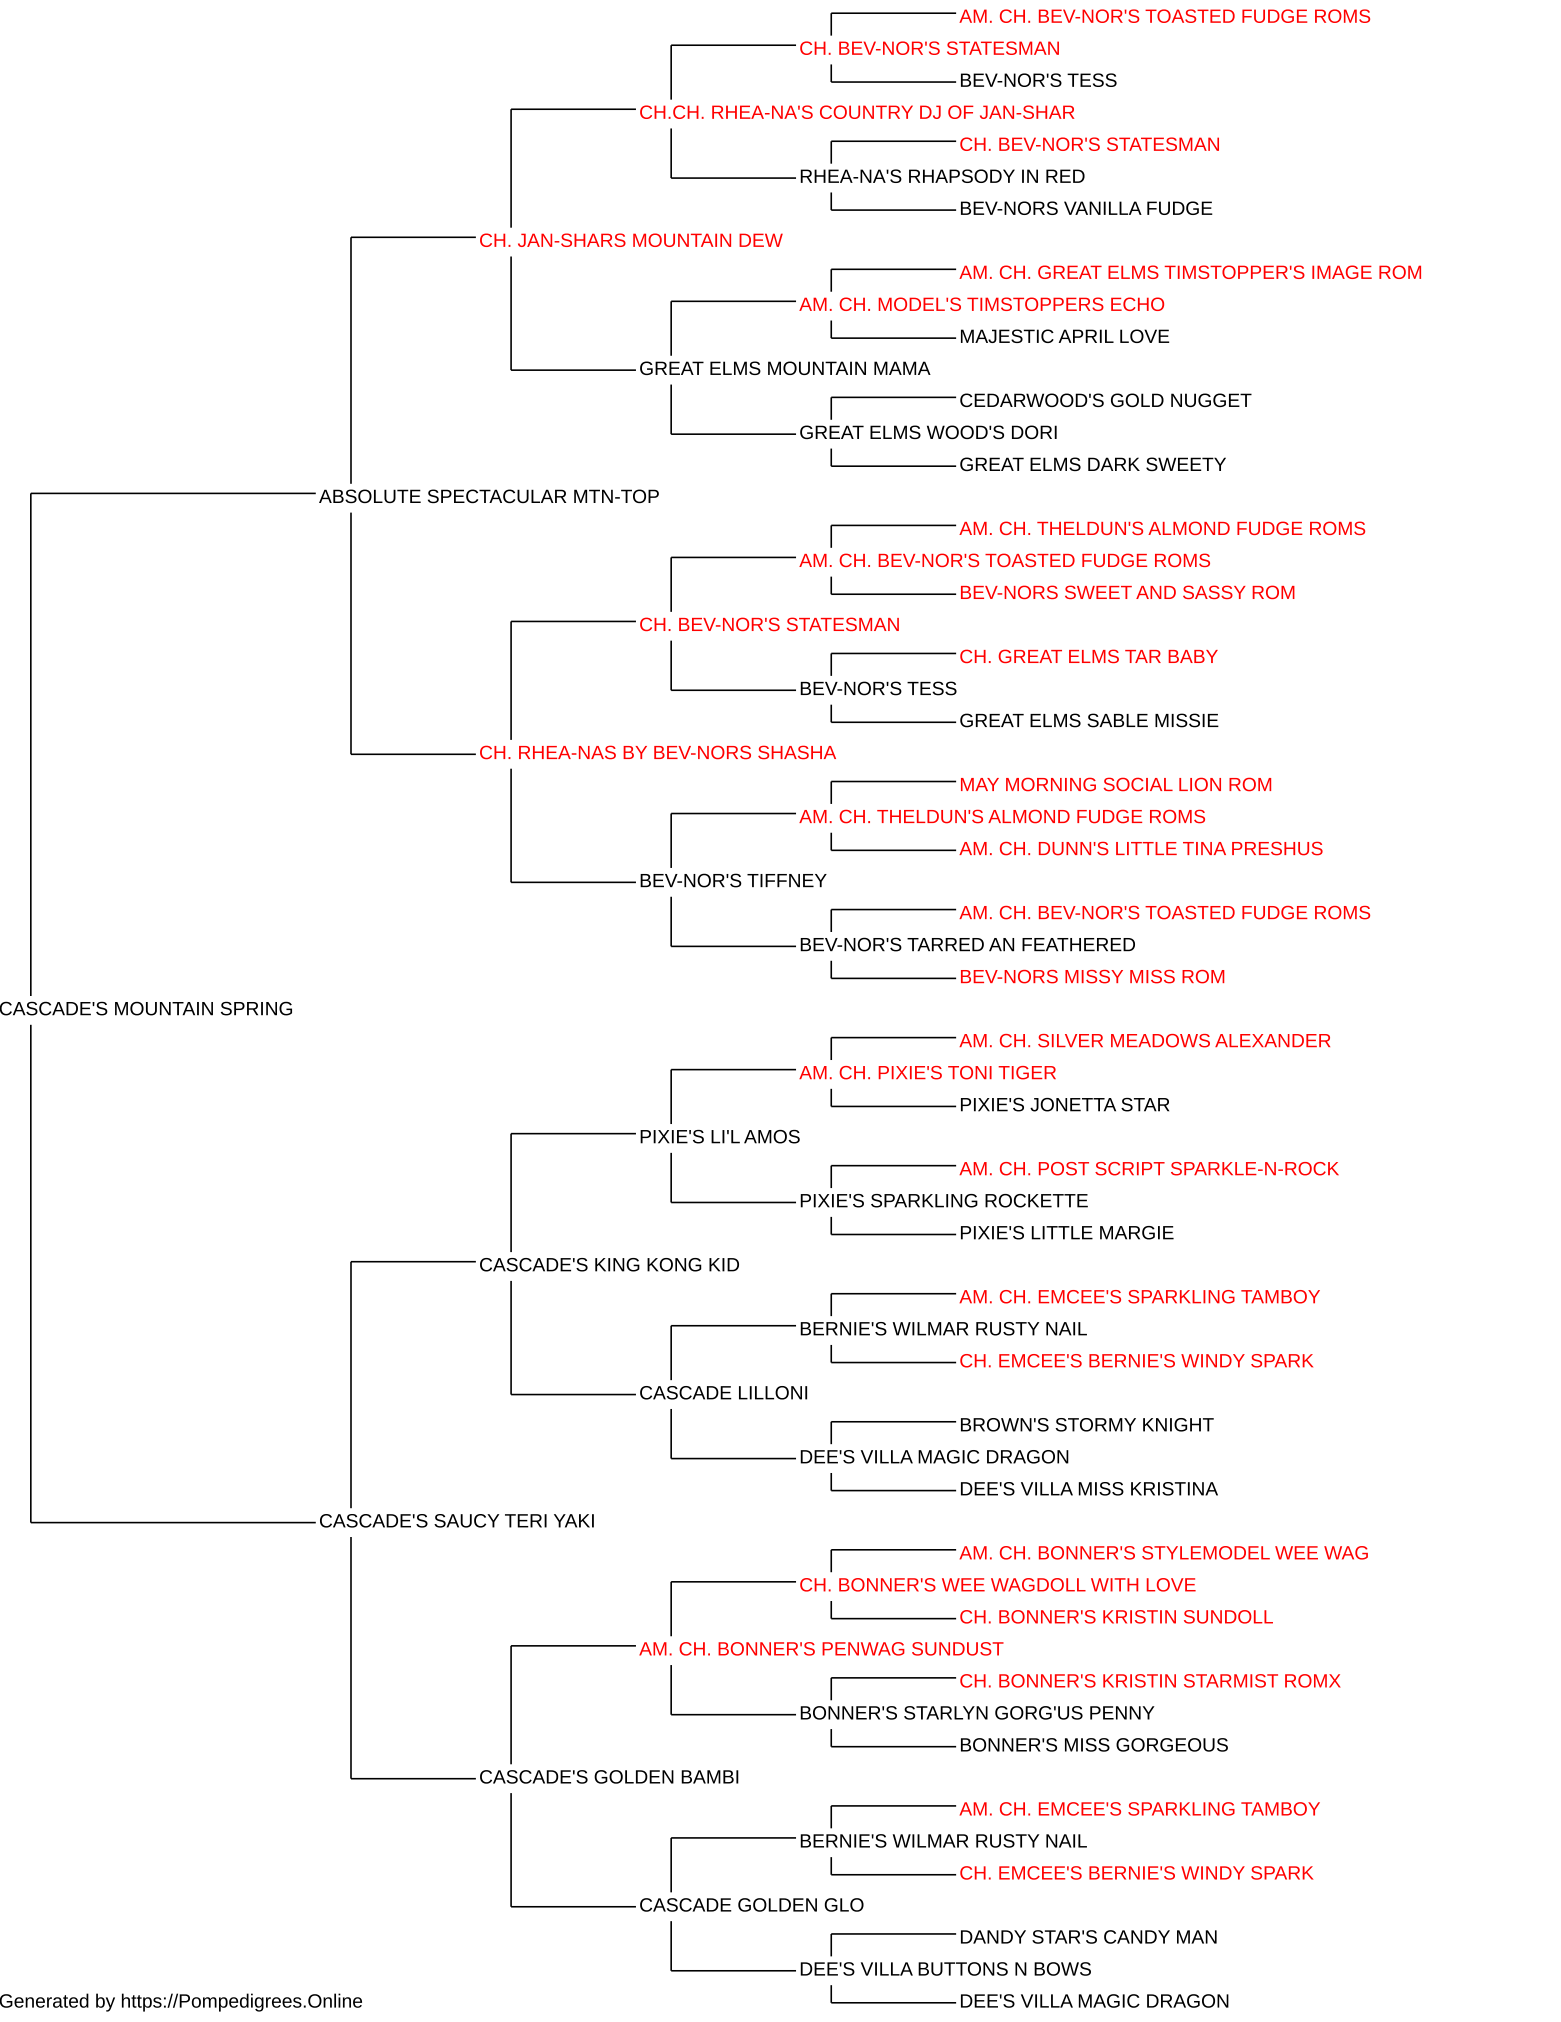 AM. CH. BEV-NOR'S TOASTED FUDGE ROMS
CH. BEV-NOR'S STATESMAN
BEV-NOR'S TESS
CH.CH. RHEA-NA'S COUNTRY DJ OF JAN-SHAR
CH. BEV-NOR'S STATESMAN
RHEA-NA'S RHAPSODY IN RED
BEV-NORS VANILLA FUDGE
CH. JAN-SHARS MOUNTAIN DEW
AM. CH. GREAT ELMS TIMSTOPPER'S IMAGE ROM
AM. CH. MODEL'S TIMSTOPPERS ECHO
MAJESTIC APRIL LOVE
GREAT ELMS MOUNTAIN MAMA
CEDARWOOD'S GOLD NUGGET
GREAT ELMS WOOD'S DORI
GREAT ELMS DARK SWEETY
ABSOLUTE SPECTACULAR MTN-TOP
AM. CH. THELDUN'S ALMOND FUDGE ROMS
AM. CH. BEV-NOR'S TOASTED FUDGE ROMS
BEV-NORS SWEET AND SASSY ROM
CH. BEV-NOR'S STATESMAN
CH. GREAT ELMS TAR BABY
BEV-NOR'S TESS
GREAT ELMS SABLE MISSIE
CH. RHEA-NAS BY BEV-NORS SHASHA
MAY MORNING SOCIAL LION ROM
AM. CH. THELDUN'S ALMOND FUDGE ROMS
AM. CH. DUNN'S LITTLE TINA PRESHUS
BEV-NOR'S TIFFNEY
AM. CH. BEV-NOR'S TOASTED FUDGE ROMS
BEV-NOR'S TARRED AN FEATHERED
BEV-NORS MISSY MISS ROM
CASCADE'S MOUNTAIN SPRING
AM. CH. SILVER MEADOWS ALEXANDER
AM. CH. PIXIE'S TONI TIGER
PIXIE'S JONETTA STAR
PIXIE'S LI'L AMOS
AM. CH. POST SCRIPT SPARKLE-N-ROCK
PIXIE'S SPARKLING ROCKETTE
PIXIE'S LITTLE MARGIE
CASCADE'S KING KONG KID
AM. CH. EMCEE'S SPARKLING TAMBOY
BERNIE'S WILMAR RUSTY NAIL
CH. EMCEE'S BERNIE'S WINDY SPARK
CASCADE LILLONI
BROWN'S STORMY KNIGHT
DEE'S VILLA MAGIC DRAGON
DEE'S VILLA MISS KRISTINA
CASCADE'S SAUCY TERI YAKI
AM. CH. BONNER'S STYLEMODEL WEE WAG
CH. BONNER'S WEE WAGDOLL WITH LOVE
CH. BONNER'S KRISTIN SUNDOLL
AM. CH. BONNER'S PENWAG SUNDUST
CH. BONNER'S KRISTIN STARMIST ROMX
BONNER'S STARLYN GORG'US PENNY
BONNER'S MISS GORGEOUS
CASCADE'S GOLDEN BAMBI
AM. CH. EMCEE'S SPARKLING TAMBOY
BERNIE'S WILMAR RUSTY NAIL
CH. EMCEE'S BERNIE'S WINDY SPARK
CASCADE GOLDEN GLO
DANDY STAR'S CANDY MAN
DEE'S VILLA BUTTONS N BOWS
DEE'S VILLA MAGIC DRAGON
Generated by https://Pompedigrees.Online